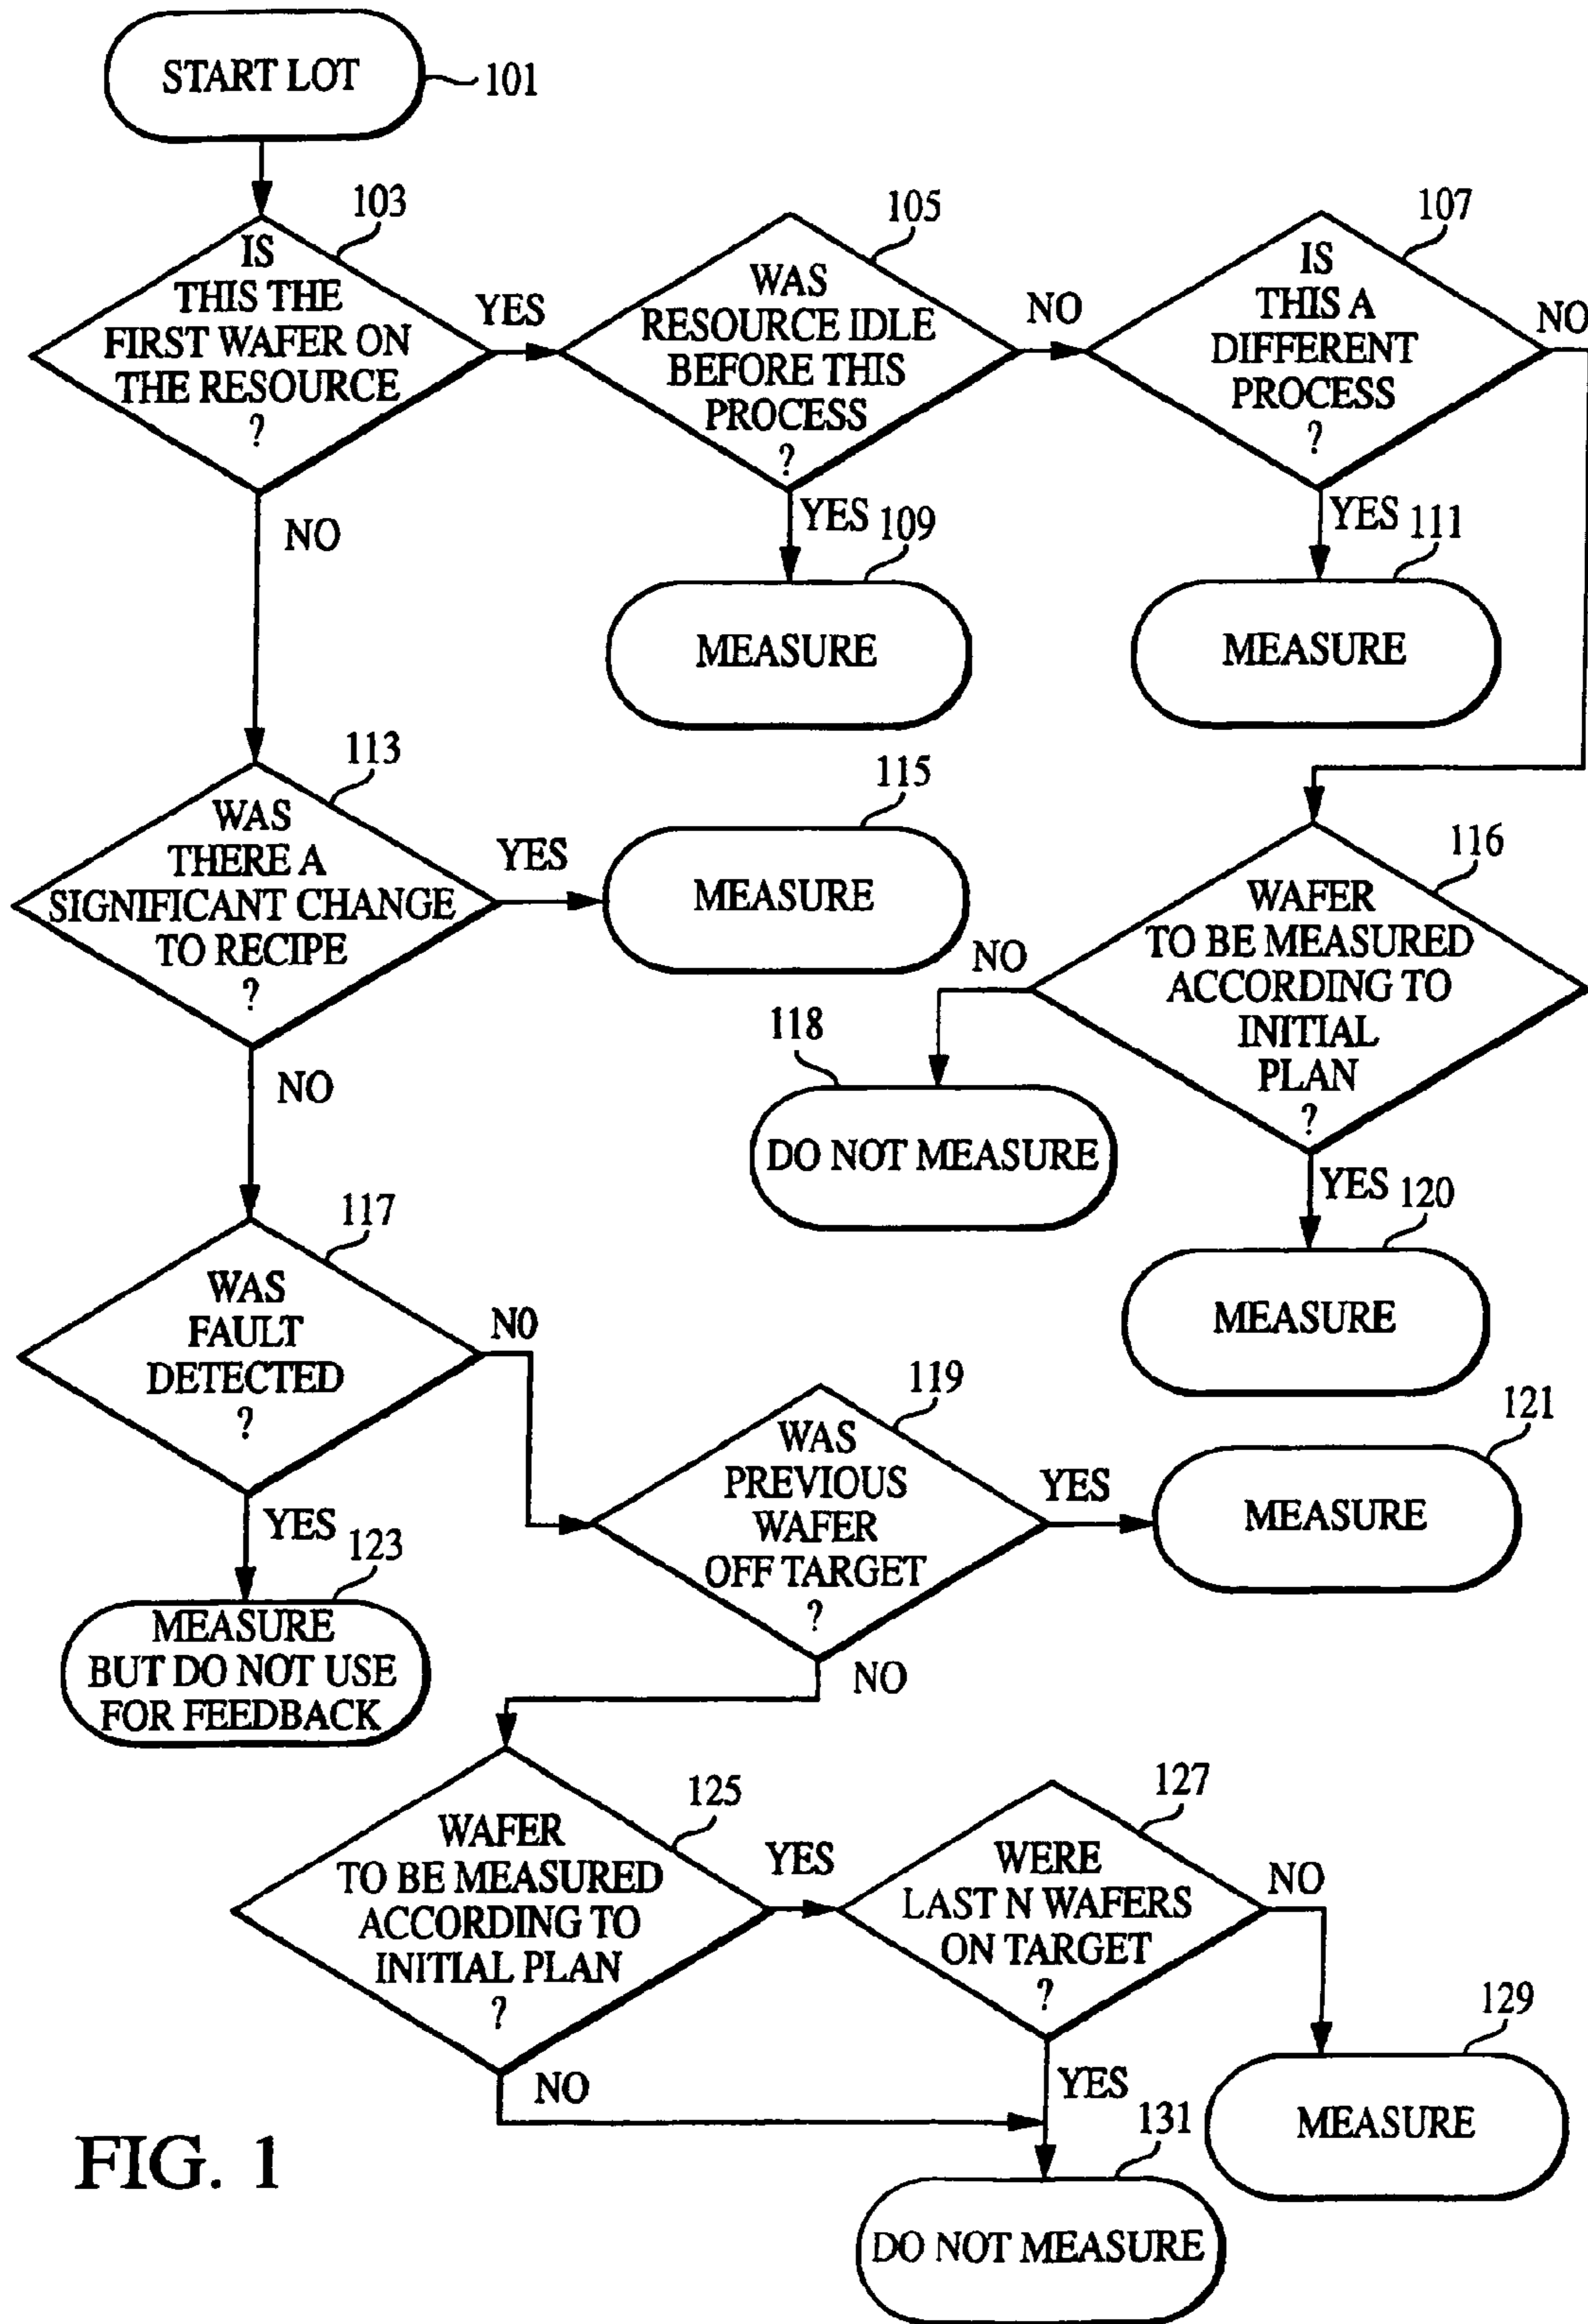 START LOT
101
103
IS
THIS THE
FIRST WAFER ON
THE RESOURCE
?
YES
NO
105
WAS
RESOURCE IDLE
BEFORE THIS
PROCESS
?
NO
YES
109
MEASURE
107
IS
THIS A
DIFFERENT
PROCESS
?
NO
YES
111
MEASURE
113
WAS
THERE A
SIGNIFICANT CHANGE
TO RECIPE
?
YES
115
MEASURE
NO
116
WAFER
TO BE MEASURED
ACCORDING TO
INITIAL
PLAN
?
NO
118
DO NOT MEASURE
YES
120
MEASURE
117
WAS
FAULT
DETECTED
?
NO
YES
123
MEASURE
BUT DO NOT USE
FOR FEEDBACK
119
WAS
PREVIOUS
WAFER
OFF TARGET
?
YES
121
MEASURE
NO
125
WAFER
TO BE MEASURED
ACCORDING TO
INITIAL PLAN
?
YES
NO
127
WERE
LAST N WAFERS
ON TARGET
?
NO
129
MEASURE
YES
131
DO NOT MEASURE
FIG. 1